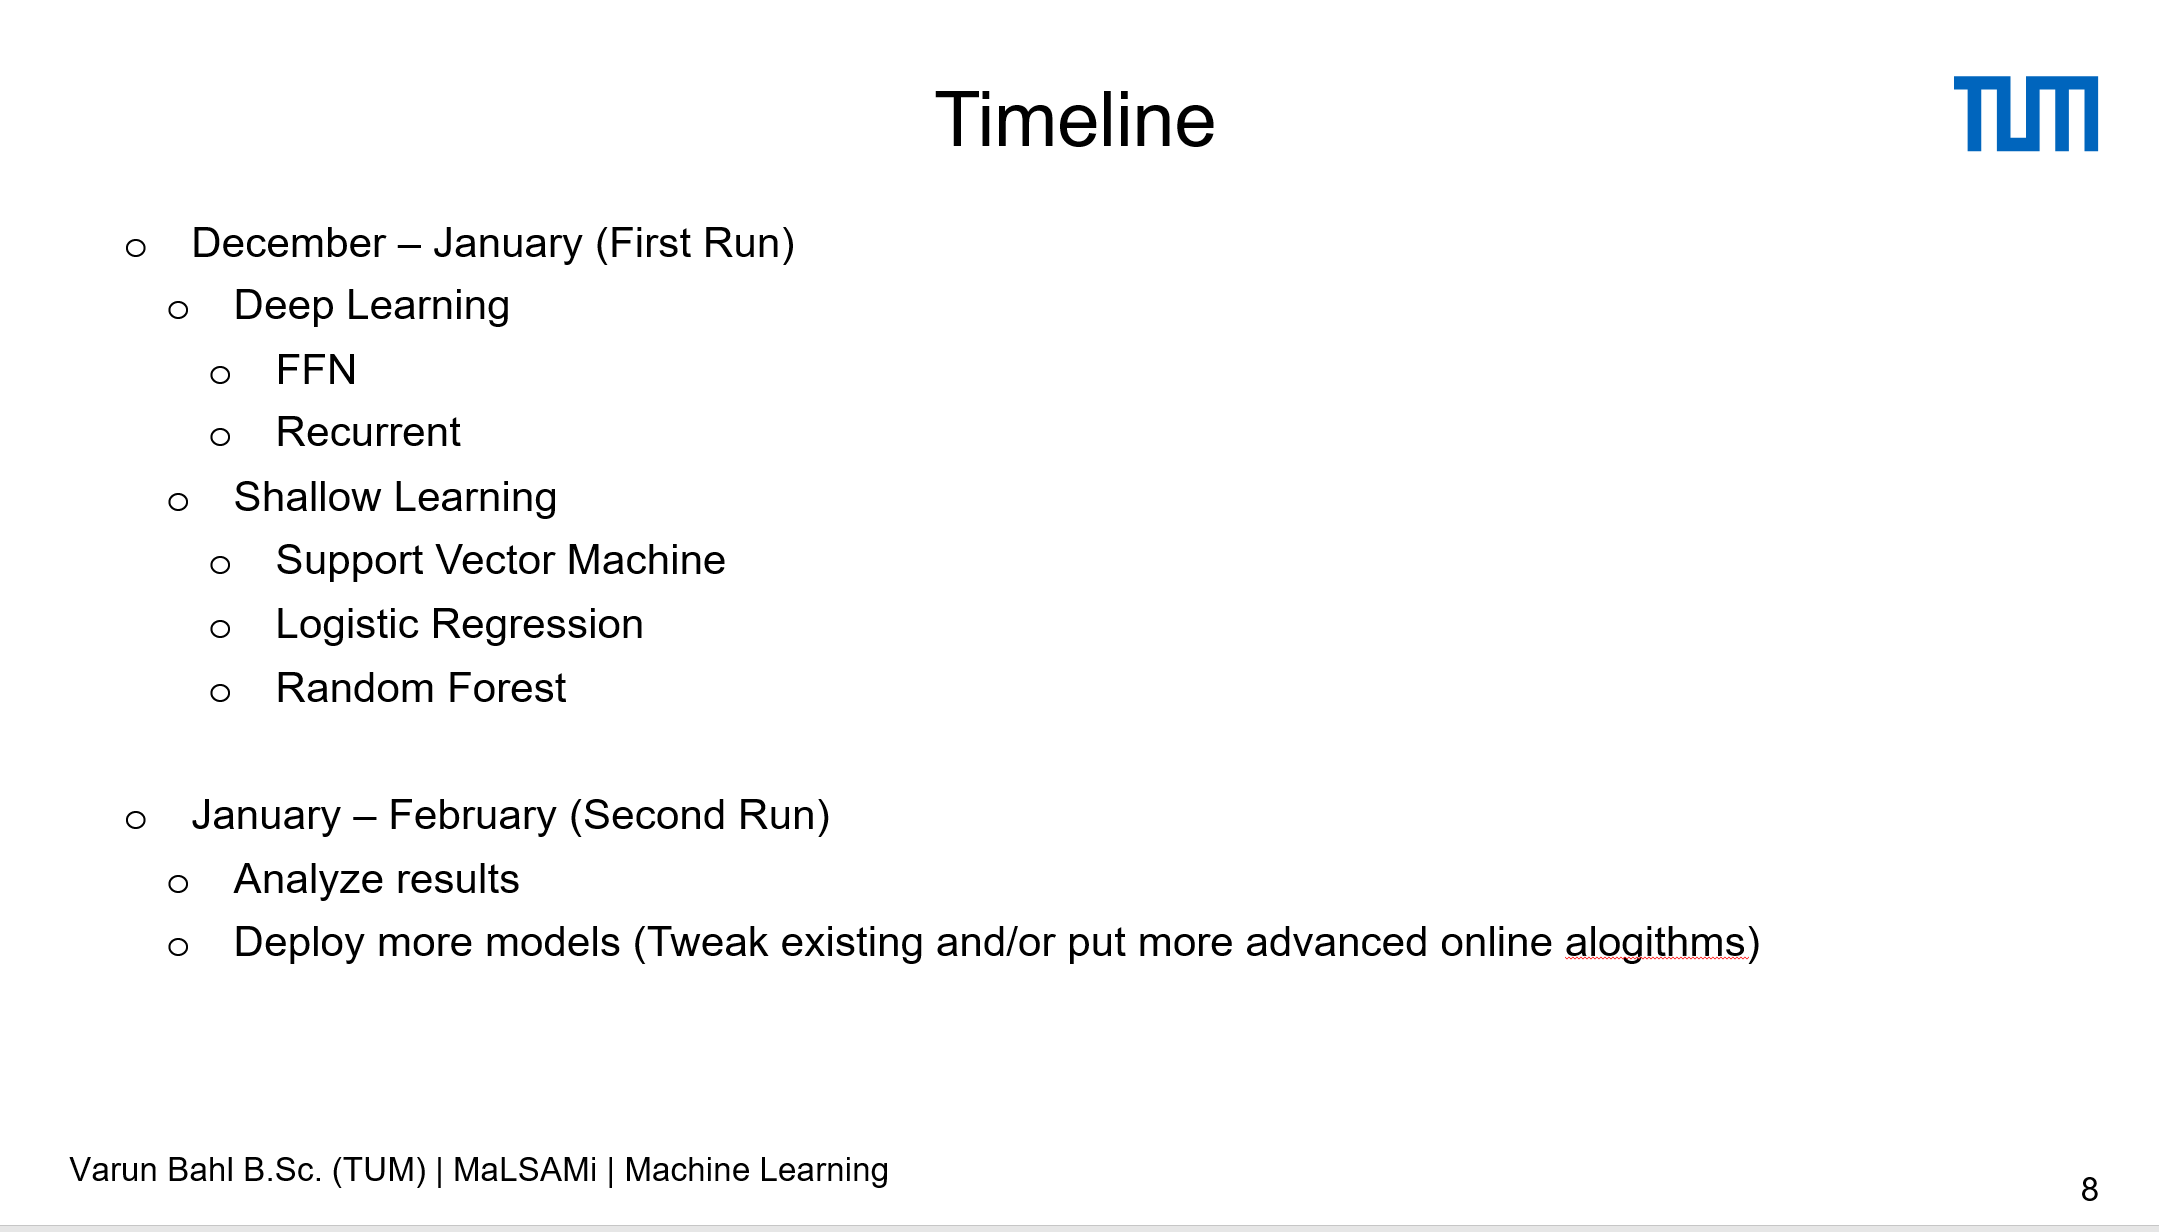 Timeline
TUM
December – January (First Run)
Deep Learning
FFN
Recurrent
Shallow Learning
Support Vector Machine
Logistic Regression
Random Forest
January – February (Second Run)
Analyze results
Deploy more models (Tweak existing and/or put more advanced online alogithms)
Varun Bahl B.Sc. (TUM) | MaLSAMi | Machine Learning
8